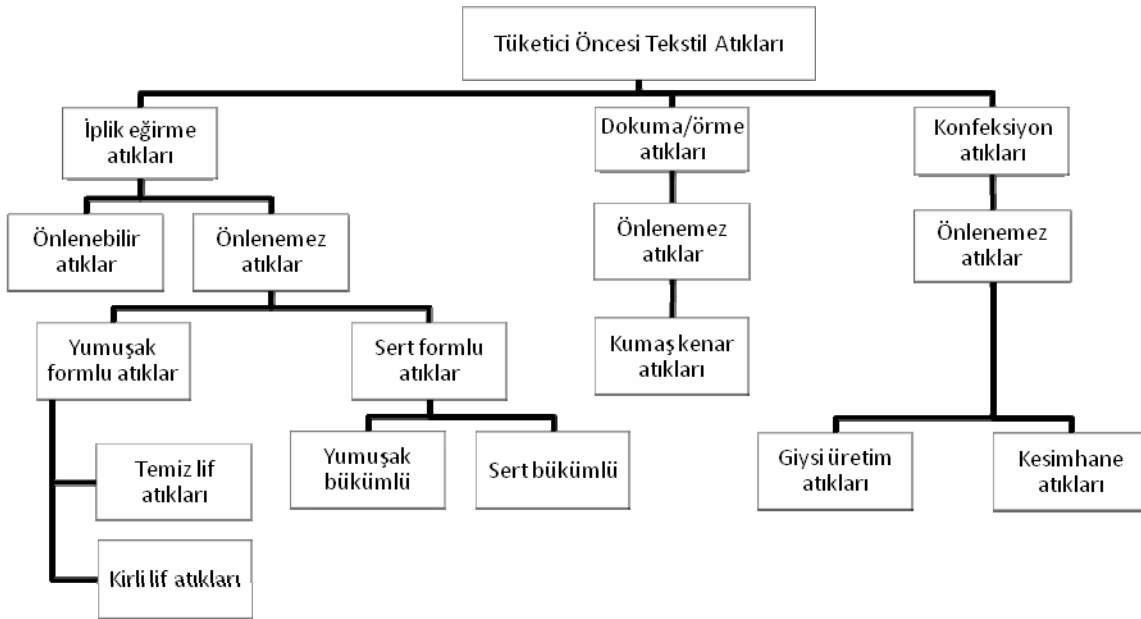 Tüketici Öncesi Tekstil Atıkları
İplik eğirme
atıkları
Dokuma/örme
atıkları
Konfeksiyon
atıkları
Önlenebilir
atıklar
Önlenemez
atıklar
Önlenemez
atıklar
Önlenemez
atıklar
Yumuşak
formlu atıklar
Sert formlu
atıklar
Kumaş kenar
atıkları
Temiz lif
atıkları
Yumuşak
bükümlü
Sert bükümlü
Giysi üretim
atıkları
Kesimhane
atıkları
Kirli lif atıkları